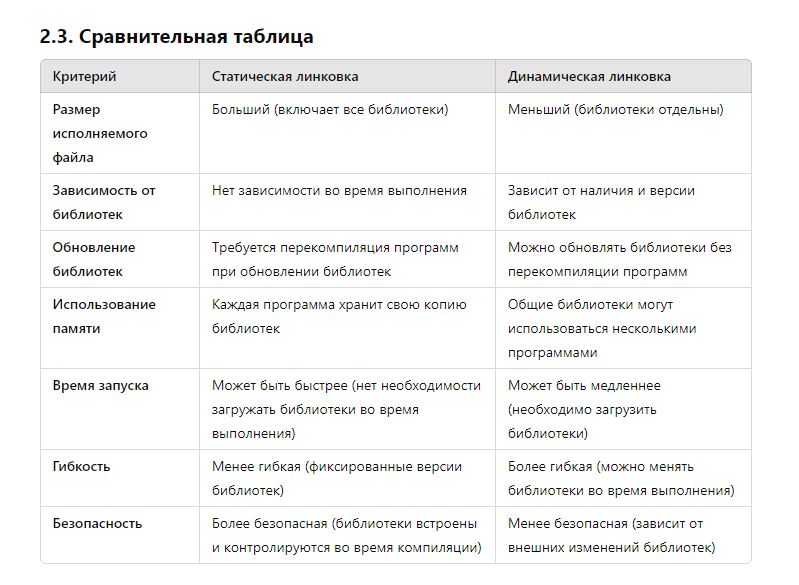 2.3. Сравнительная таблица
Критерий Статическая линковка Динамическая линковка
Размер исполняемого файла Больший (включает все библиотеки) Меньший (библиотеки отдельны)
Зависимость от библиотек Нет зависимости во время выполнения Зависит от наличия и версии библиотек
Обновление библиотек Требуется перекомпиляция программ при обновлении библиотек Можно обновлять библиотеки без перекомпиляции программ
Использование памяти Каждая программа хранит свою копию библиотек Общие библиотеки могут использоваться несколькими программами
Время запуска Может быть быстрее (нет необходимости загружать библиотеки во время выполнения) Может быть медленнее (необходимо загрузить библиотеки)
Гибкость Менее гибкая (фиксированные версии библиотек) Более гибкая (можно менять библиотеки во время выполнения)
Безопасность Более безопасная (библиотеки встроены и контролируются во время компиляции) Менее безопасная (зависит от внешних изменений библиотек)